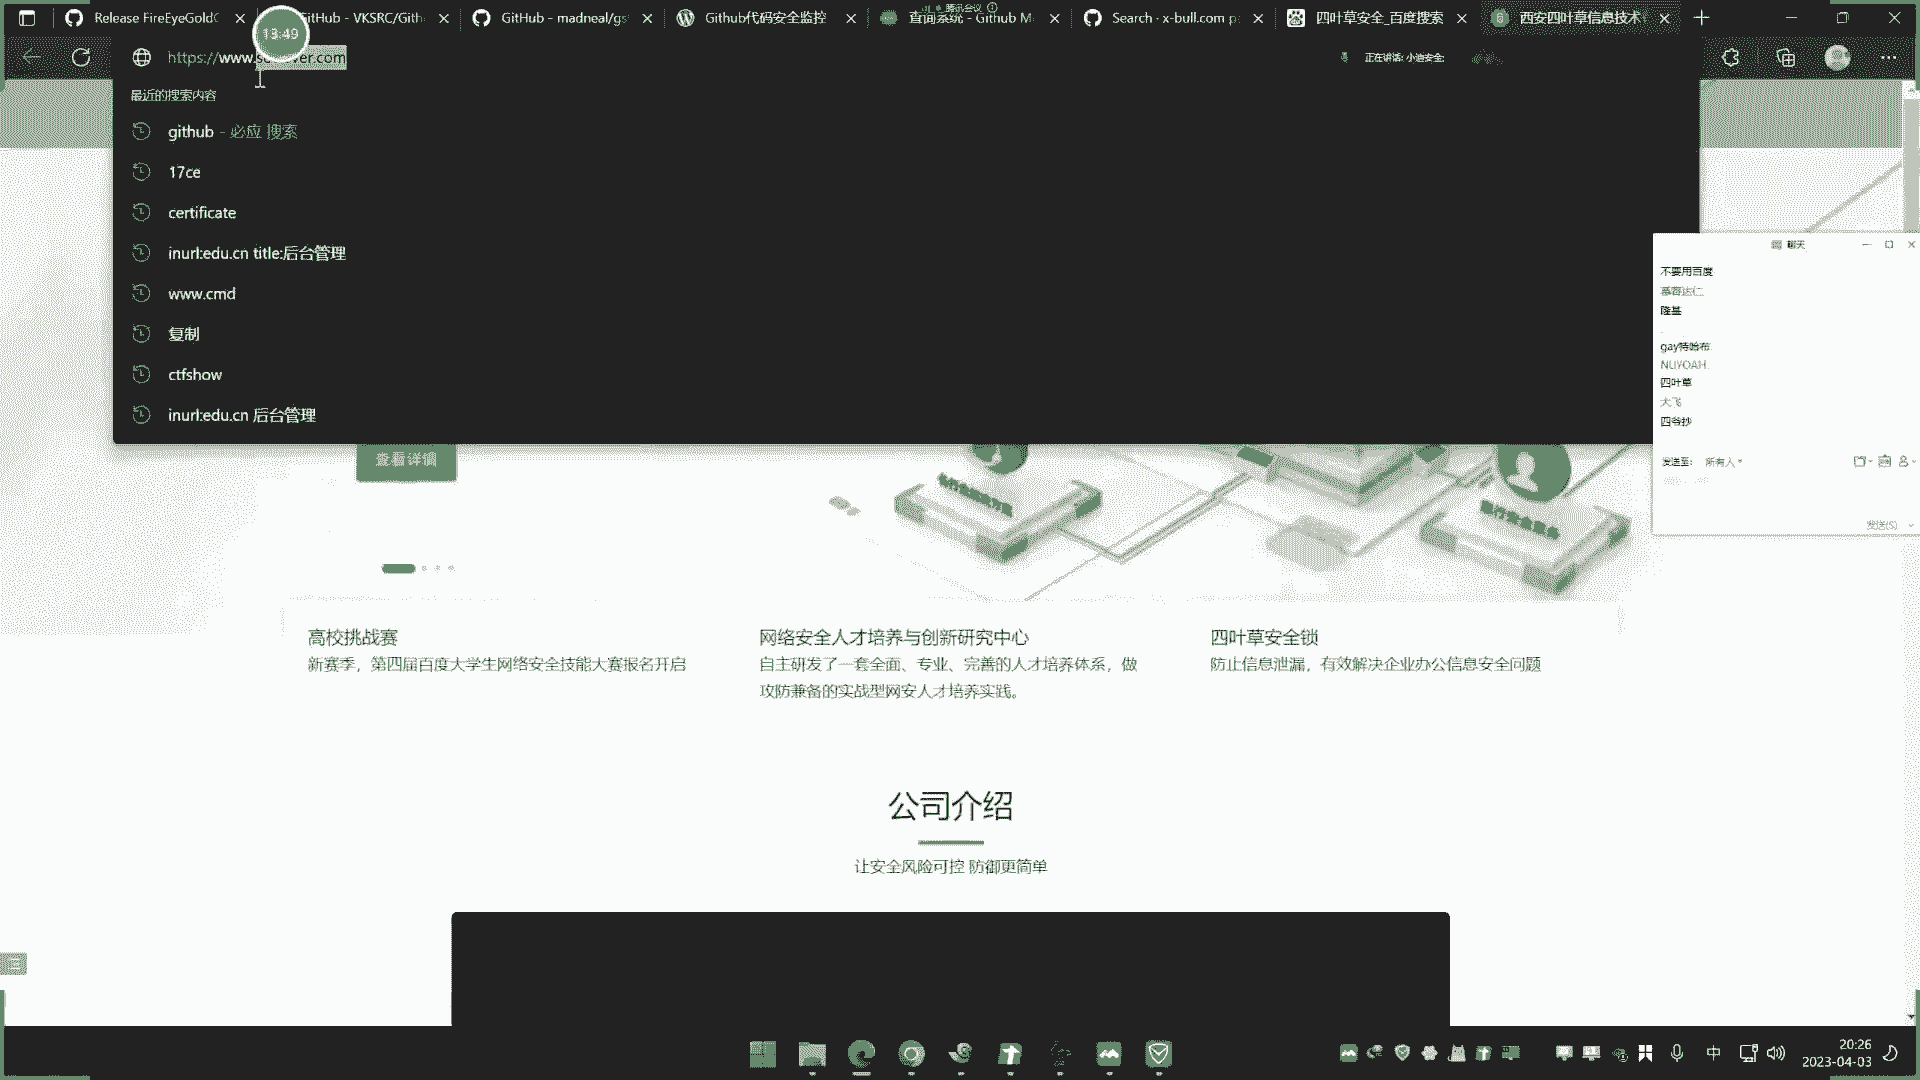 Release FireEyeGoldC
GitHub - VKSRC/Gith
GitHub - madneal/gs
Github代码安全监控
查询系统 - Github M
Search · x-bull.com p
四叶草安全_百度搜索
西安四叶草信息技术
腾讯会议
13:49
https://www.
er.com
正在讲话: 小迪安全:
最近的搜索内容
github - 必应 搜索
17ce
certificate
inurl:edu.cn title:后台管理
www.cmd
复制
ctfshow
inurl:edu.cn 后台管理
聊天
不要用百度
慕容达仁
隆基
gay特哈布
NUYOAH.
四叶草
大飞
四爷抄
发送至: 所有人
发送(S)
查看详情
高校挑战赛
新赛季，第四届百度大学生网络安全技能大赛报名开启
网络安全人才培养与创新研究中心
自主研发了一套全面、专业、完善的人才培养体系，做
攻防兼备的实战型网安人才培养实践。
四叶草安全锁
防止信息泄漏，有效解决企业办公信息安全问题
公司介绍
让安全风险可控 防御更简单
中
20:26
2023-04-03